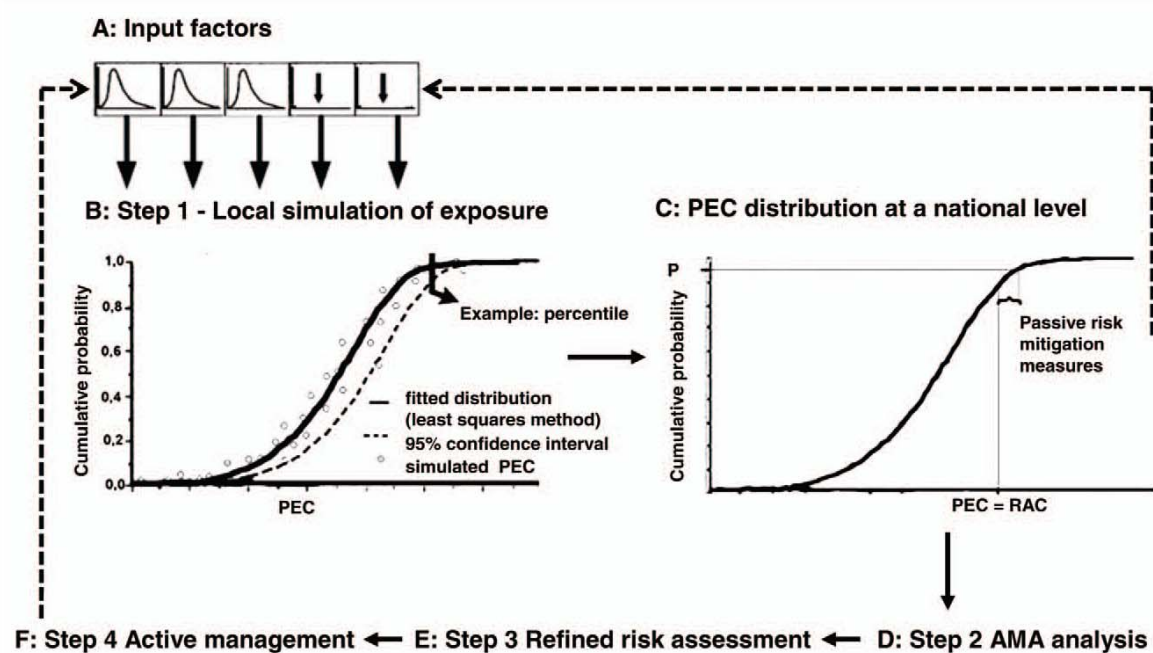 A: Input factors
B: Step 1 - Local simulation of exposure
Cumulative probability
1,0
0,8
0,6
0,4
0,2
0,0
Example: percentile
fitted distribution
(least squares method)
95% confidence interval
simulated PEC
PEC
C: PEC distribution at a national level
Cumulative probability
P
Passive risk
mitigation
measures
PEC = RAC
F: Step 4 Active management
E: Step 3 Refined risk assessment
D: Step 2 AMA analysis